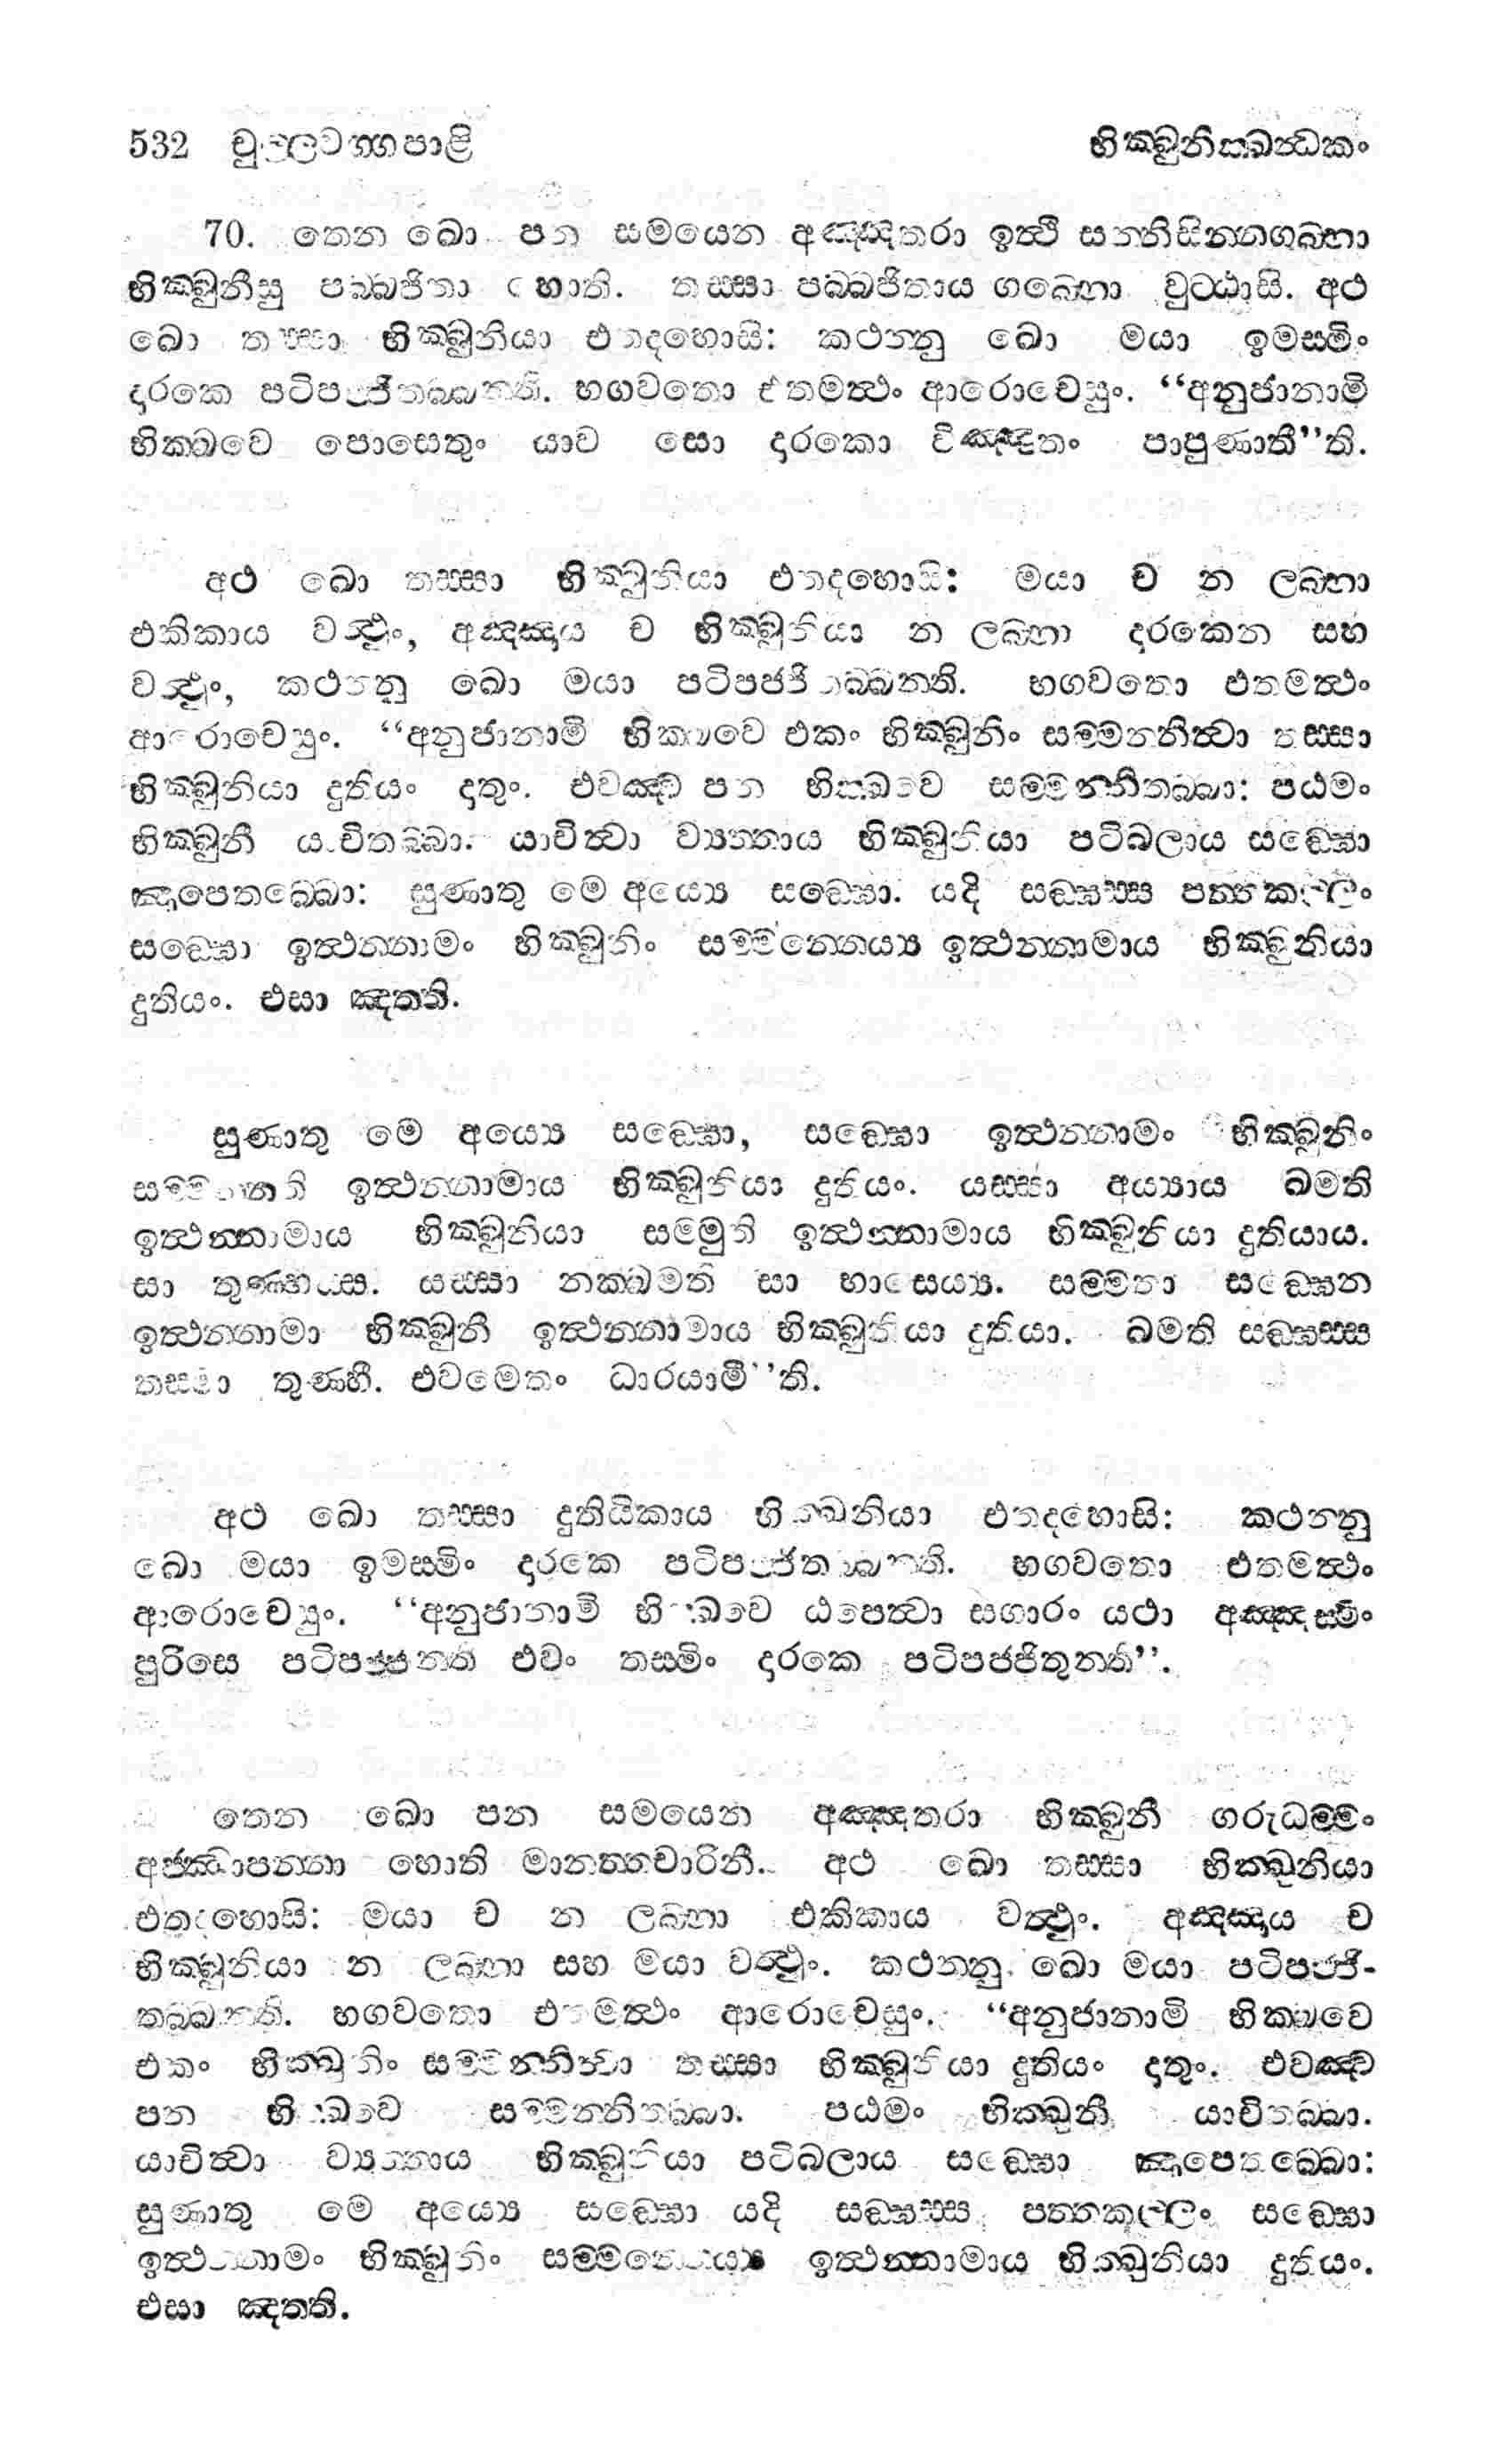 532 චුල්ලවග්ගපාළි භික්ඛුනීක්ඛන්ධකං
70. තෙන ඛො පන සමයෙන අඤ්ඤතරා ඉත්ථී සන්නිසින්නගබ්භා
භික්ඛුනීසු පබ්බජිතා හොති. තස්සා පබ්බජිතාය ගබ්භො වුට්ඨාසි. අථ
ඛො තස්සා භික්ඛුනියා එතදහොසි: කථන්නු ඛො මයා ඉමස්මිං
දාරකෙ පටිපජ්ජිතබ්බන්ති. භගවතො එතමත්ථං ආරොචෙසුං. “අනුජානාමි
භික්ඛවෙ පොසෙතුං යාව සො දාරකො විඤ්ඤුතං පාපුණාතී”ති.
අථ ඛො තස්සා භික්ඛුනියා එතදහොසි: මයා ච න ලබ්භා
එකිකාය වත්ථුං, අඤ්ඤාය ච භික්ඛුනියා න ලබ්භා දාරකෙන සහ
වත්ථුං, කථන්නු ඛො මයා පටිපජ්ජිතබ්බන්ති. භගවතො එතමත්ථං
ආරොචෙසුං. “අනුජානාමි භික්ඛවෙ එකං භික්ඛුනිං සම්මන්නිත්වා තස්සා
භික්ඛුනියා දුතියං දාතුං. එවඤ්ච පන භික්ඛවෙ සම්මන්නිතබ්බා: පඨමං
භික්ඛුනී යාචිතබ්බා. යාචිත්වා ව්‍යත්තාය භික්ඛුනියා පටිබලාය සඞ්ඝො
ඤාපෙතබ්බො: සුණාතු මෙ අය්‍යෙ සඞ්ඝො. යදි සඞ්ඝස්ස පත්තකල්ලං
සඞ්ඝො ඉත්ථන්නාමං භික්ඛුනිං සම්මන්නෙය්‍ය ඉත්ථන්නාමාය භික්ඛුනියා
දුතියං. එසා ඤත්ති.
සුණාතු මෙ අය්‍යෙ සඞ්ඝො, සඞ්ඝො ඉත්ථන්නාමං භික්ඛුනිං
සම්මන්නති ඉත්ථන්නාමාය භික්ඛුනියා දුතියං. යස්සා අය්‍යාය ඛමති
ඉත්ථන්නාමාය භික්ඛුනියා සම්මුති ඉත්ථන්නාමාය භික්ඛුනියා දුතියාය.
සා තුණ්හස්ස. යස්සා නක්ඛමති සා භාසෙය්‍ය. සම්මතා සඞ්ඝෙන
ඉත්ථන්නාමා භික්ඛුනී ඉත්ථන්නාමාය භික්ඛුනියා දුතියා. ඛමති සඞ්ඝස්ස
තස්මා තුණ්හී. එවමෙතං ධාරයාමී”ති.
අථ ඛො තස්සා දුතියිකාය භික්ඛුනියා එතදහොසි: කථන්නු
ඛො මයා ඉමස්මිං දාරකෙ පටිපජ්ජිතබ්බන්ති. භගවතො එතමත්ථං
ආරොචෙසුං. “අනුජානාමි භික්ඛවෙ ඨපෙත්වා සගාරං යථා අඤ්ඤස්මිං
පුරිසෙ පටිපජ්ජන්ති එවං තස්මිං දාරකෙ පටිපජ්ජිතුන්ති”.
තෙන ඛො පන සමයෙන අඤ්ඤතරා භික්ඛුනී ගරුධම්මං
අජ්ඣාපන්නා හොති මානත්තචාරිනී. අථ ඛො තස්සා භික්ඛුනියා
එතදහොසි: මයා ච න ලබ්භා එකිකාය වත්ථුං. අඤ්ඤාය ච
භික්ඛුනියා න ලබ්භා සහ මයා වත්ථුං. කථන්නු ඛො මයා පටිපජ්ජි-
තබ්බන්ති. භගවතො එතමත්ථං ආරොචෙසුං. “අනුජානාමි භික්ඛවෙ
එකං භික්ඛුනිං සම්මන්නිත්වා තස්සා භික්ඛුනියා දුතියං දාතුං. එවඤ්ච
පන භික්ඛවෙ සම්මන්නිතබ්බා. පඨමං භික්ඛුනී යාචිතබ්බා.
යාචිත්වා ව්‍යත්තාය භික්ඛුනියා පටිබලාය සඞ්ඝො ඤාපෙතබ්බො:
සුණාතු මෙ අය්‍යෙ සඞ්ඝො යදි සඞ්ඝස්ස පත්තකල්ලං සඞ්ඝො
ඉත්ථන්නාමං භික්ඛුනිං සම්මන්නෙය්‍ය ඉත්ථන්නාමාය භික්ඛුනියා දුතියං.
එසා ඤත්ති.